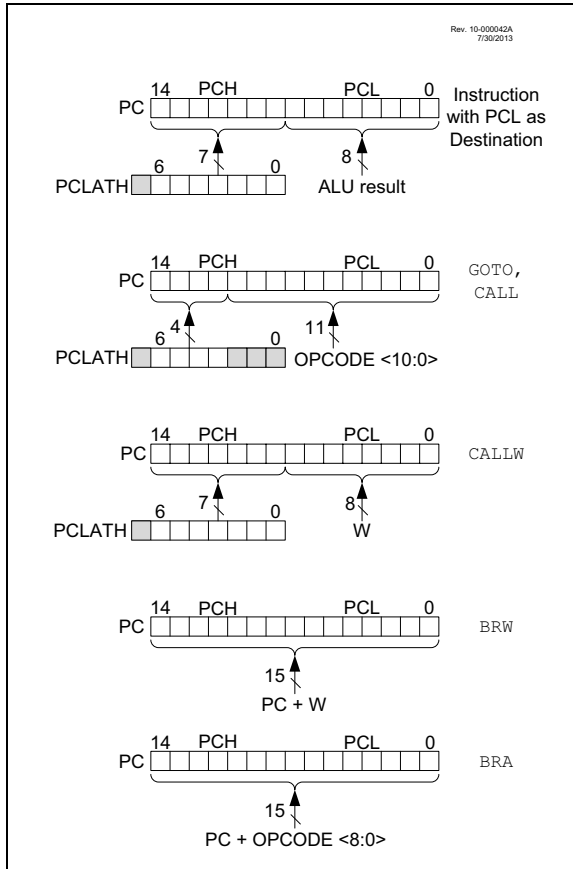 Rev. 10-000042A
7/30/2013
14 PCH PCL 0
PC
Instruction
with PCL as
Destination
7 8
6 0
PCLATH
ALU result
14 PCH PCL 0
PC
GOTO,
CALL
4 11
6 0
PCLATH
OPCODE <10:0>
14 PCH PCL 0
PC
CALLW
7 8
6 0
PCLATH
W
14 PCH PCL 0
PC
BRW
15
PC + W
14 PCH PCL 0
PC
BRA
15
PC + OPCODE <8:0>